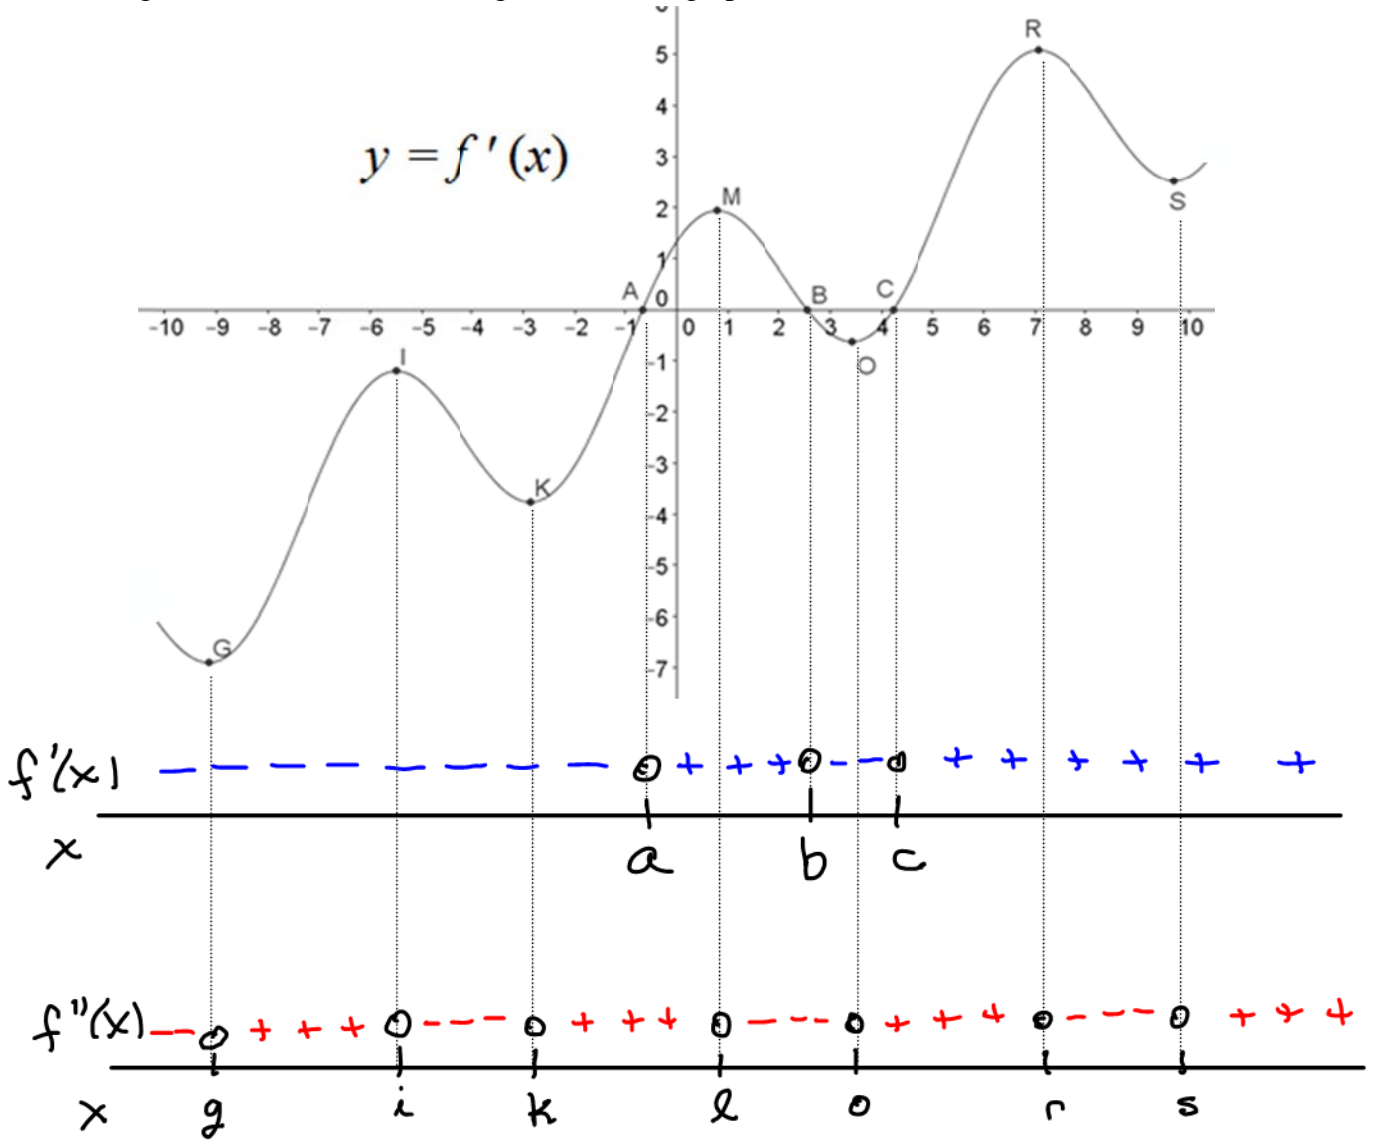 R
5
4
y = f ' (x)
3
M
2
S
1
A
0
B
C
-10 -9 -8 -7 -6 -5 -4 -3 -2 -1 0 1 2 3 4 5 6 7 8 9 10
I
-1
O
-2
-3
K
-4
-5
-6
G
-7
f'(x) — — — — — — — — — 0 + + + 0 — — 0 + + + + + +
x a b c
f''(x) — — 0 + + + 0 — — — 0 + + + 0 — — — 0 + + + 0 — — — 0 + + +
x g i k l o r s